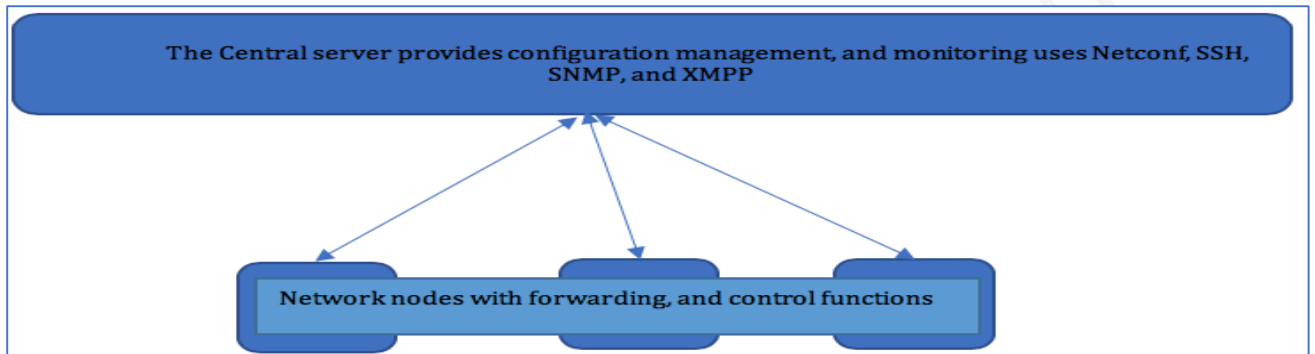 The Central server provides configuration management, and monitoring uses Netconf, SSH,
SNMP, and XMPP
Network nodes with forwarding, and control functions